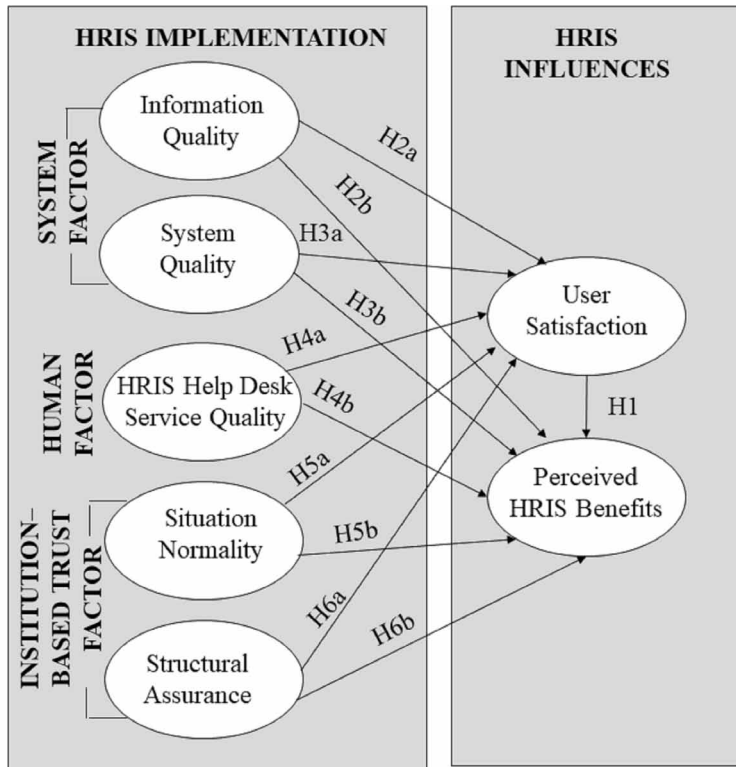 HRIS IMPLEMENTATION
HRIS
INFLUENCES
SYSTEM
FACTOR
Information
Quality
System
Quality
HUMAN
FACTOR
HRIS Help Desk
Service Quality
INSTITUTION–
BASED TRUST
FACTOR
Situation
Normality
Structural
Assurance
H2a
H2b
H3a
H3b
H4a
H4b
H5a
H5b
H6a
H6b
User
Satisfaction
H1
Perceived
HRIS Benefits